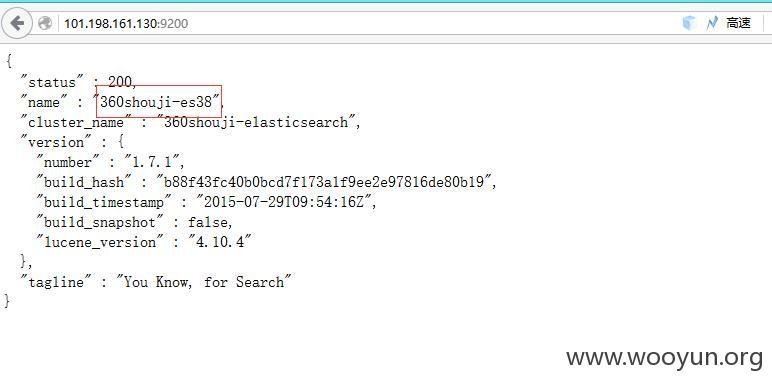 101.198.161.130:9200
高速
{
"status" : 200,
"name" : "360shouji-es38",
"cluster_name" : "360shouji-elasticsearch",
"version" : {
"number" : "1.7.1",
"build_hash" : "b88f43fc40b0bcd7f173a1f9ee2e97816de80b19",
"build_timestamp" : "2015-07-29T09:54:16Z",
"build_snapshot" : false,
"lucene_version" : "4.10.4"
},
"tagline" : "You Know, for Search"
}
www.wooyun.org